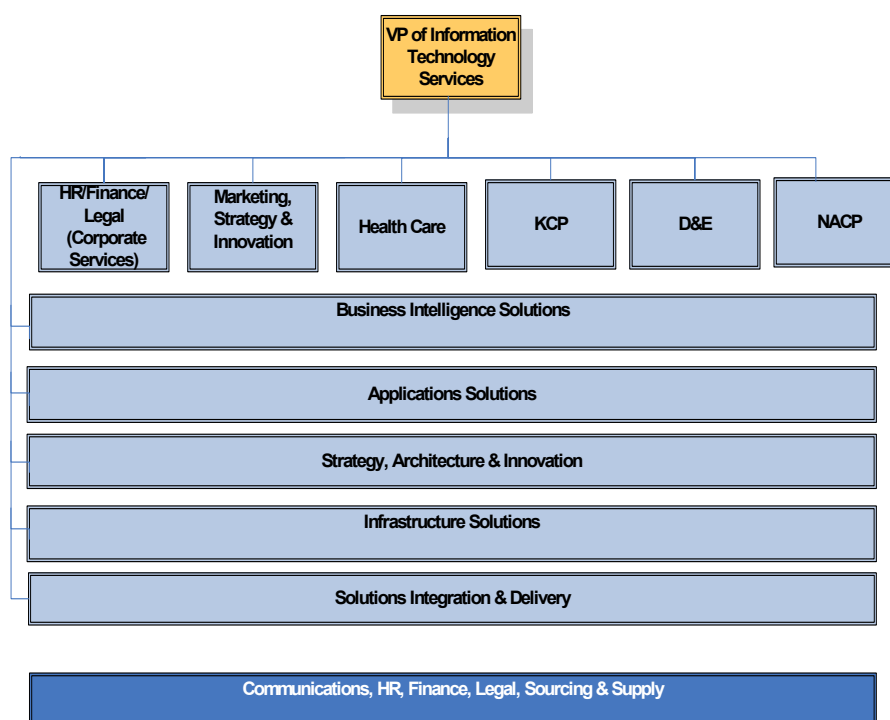 VP of Information
Technology
Services
HR/Finance/
Legal
(Corporate
Services)
Marketing,
Strategy &
Innovation
Health Care
KCP
D&E
NACP
Business Intelligence Solutions
Applications Solutions
Strategy, Architecture & Innovation
Infrastructure Solutions
Solutions Integration & Delivery
Communications, HR, Finance, Legal, Sourcing & Supply